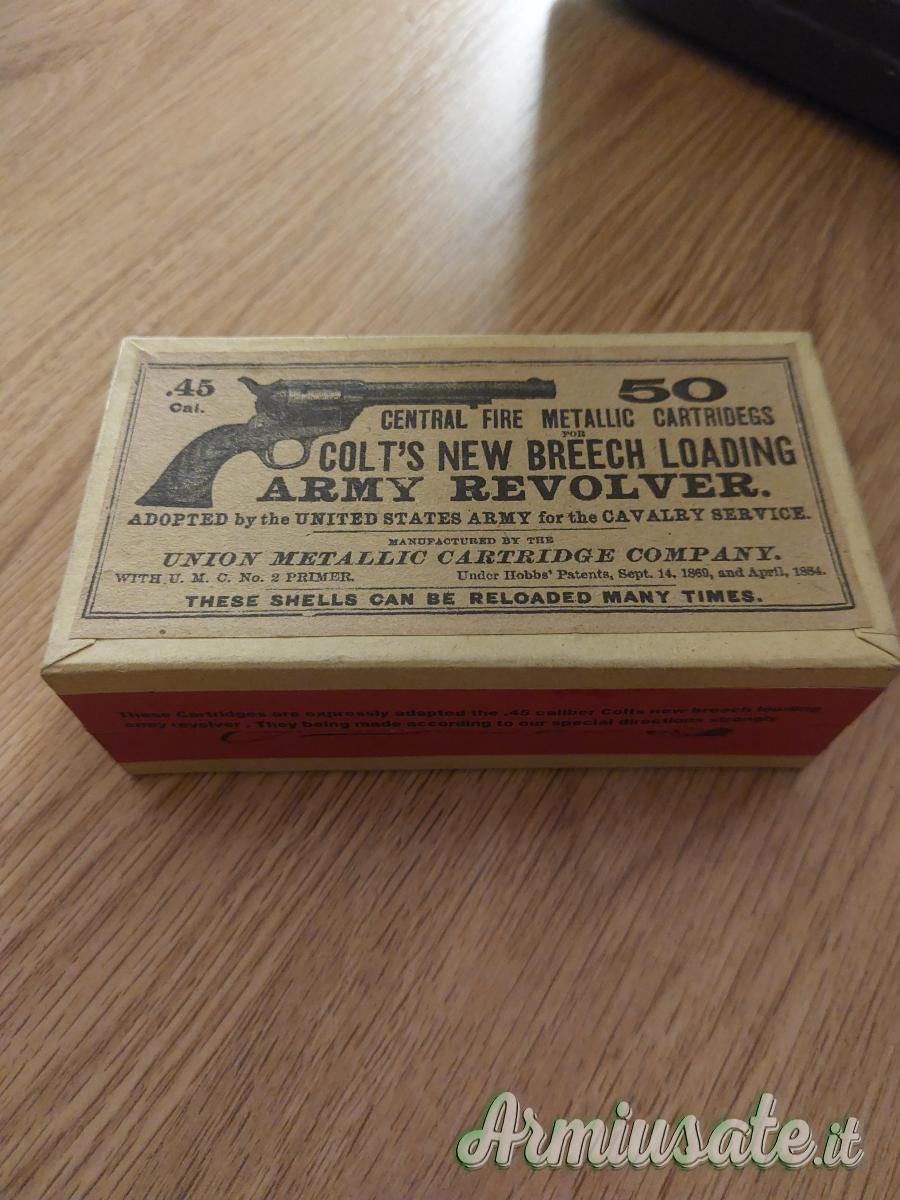 .45
Cal.
50
CENTRAL FIRE METALLIC CARTRIDEGS
FOR
COLT'S NEW BREECH LOADING
ARMY REVOLVER.
ADOPTED by the UNITED STATES ARMY for the CAVALRY SERVICE.
MANUFACTURED BY THE
UNION METALLIC CARTRIDGE COMPANY.
WITH U. M. C. No. 2 PRIMER.
Under Hobbs' Patents, Sept. 14, 1869, and April, 1884.
THESE SHELLS CAN BE RELOADED MANY TIMES.
These Cartridges are expressly adapted the .45 caliber Colts new breech loading
army revolver . They being made according to our special directions strongly
Armiusate.it